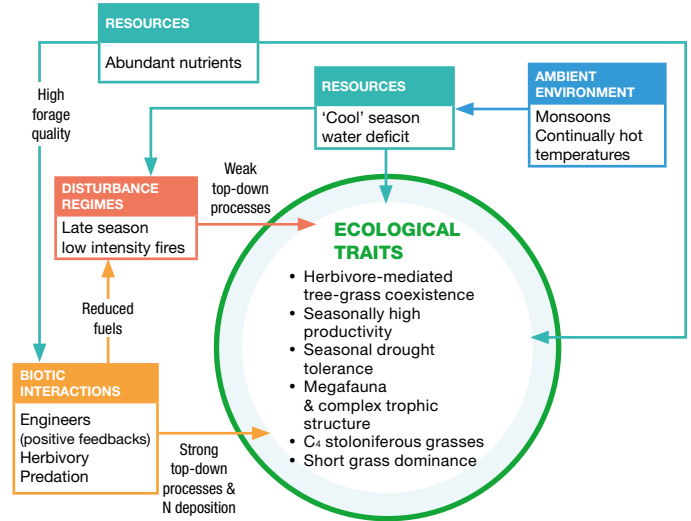 RESOURCES
Abundant nutrients
High
forage
quality
RESOURCES
‘Cool’ season
water deficit
AMBIENT
ENVIRONMENT
Monsoons
Continually hot
temperatures
DISTURBANCE
REGIMES
Late season
low intensity fires
Weak
top-down
processes
Reduced
fuels
BIOTIC
INTERACTIONS
Engineers
(positive feedbacks)
Herbivory
Predation
Strong
top-down
processes &
N deposition
ECOLOGICAL
TRAITS
• Herbivore-mediated
tree-grass coexistence
• Seasonally high
productivity
• Seasonal drought
tolerance
• Megafauna
& complex trophic
structure
• C₄ stoloniferous grasses
• Short grass dominance